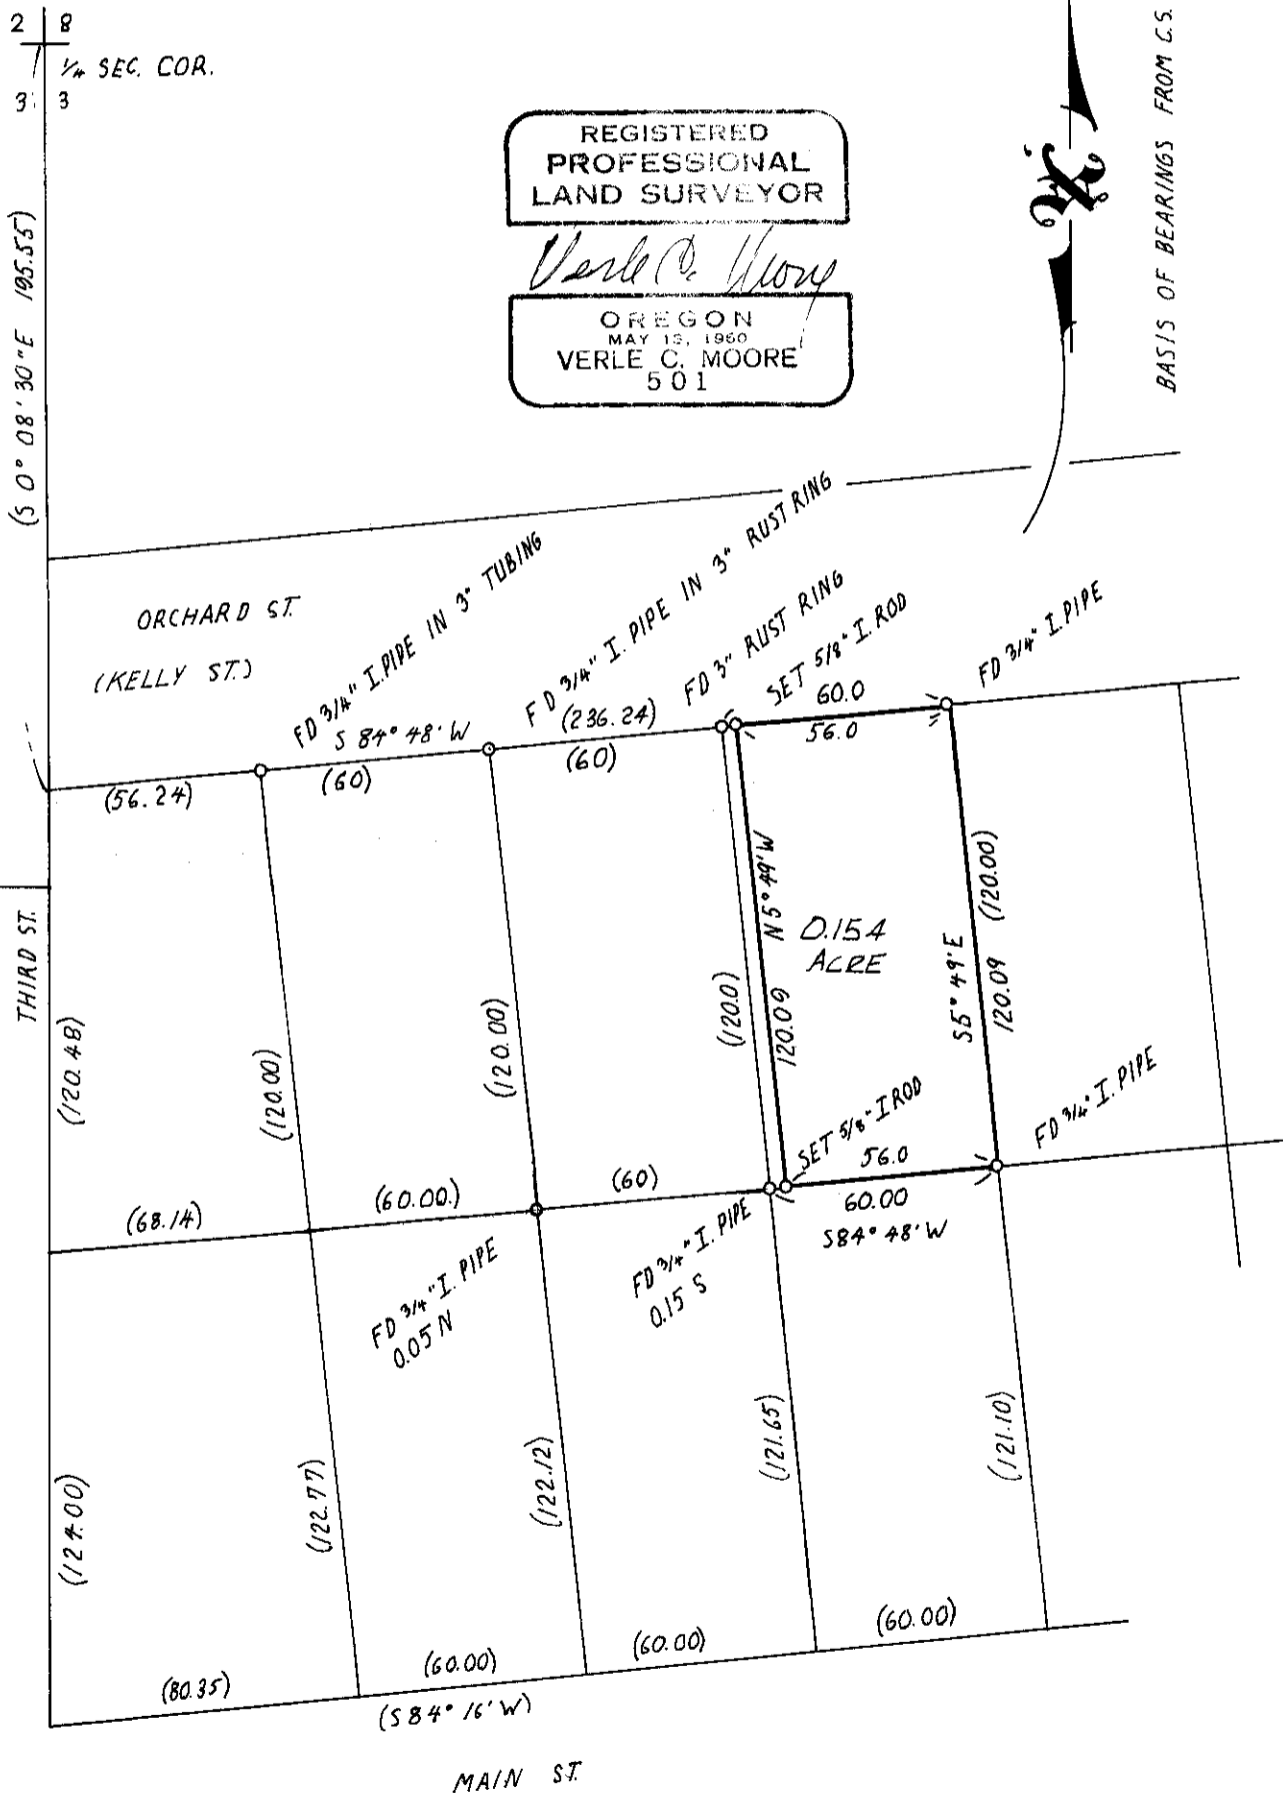 2 8
1/4 SEC. COR.
3 3
(S 0° 08' 30" E 195.55)
REGISTERED
PROFESSIONAL
LAND SURVEYOR
Verle C. Moore
OREGON
MAY 13, 1960
VERLE C. MOORE
501
BASIS OF BEARINGS FROM C.S.
ORCHARD ST.
(KELLY ST.)
FD 3/4" I. PIPE IN 3" TUBING
FD 3/4" I. PIPE IN 3" RUST RING
FD 3" RUST RING
SET 5/8" I. ROD
FD 3/4" I. PIPE
S 84° 48' W
(236.24)
60.0
(56.24)
(60)
(60)
56.0
THIRD ST.
(120.48)
(120.00)
(120.00)
(120.0)
N 5° 49' W
120.09
0.154
ACRE
S 5° 49' E
120.09 (120.00)
SET 5/8" I ROD
FD 3/4" I. PIPE
(68.14)
(60.00.)
(60)
56.0
60.00
S 84° 48' W
FD 3/4" I. PIPE
0.05 N
FD 3/4" I. PIPE
0.15 S
(124.00)
(122.77)
(122.12)
(121.65)
(121.10)
(80.35)
(60.00)
(60.00)
(60.00)
(S 84° 16' W)
MAIN ST.